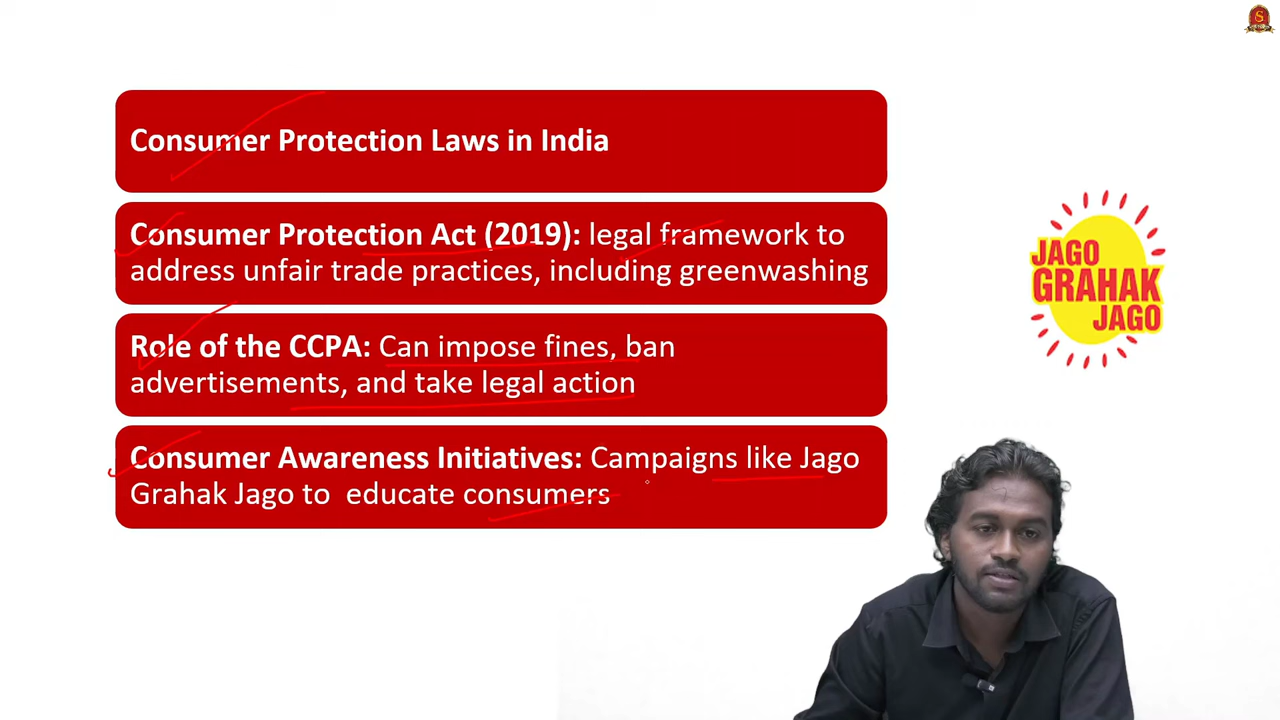 Consumer Protection Laws in India
Consumer Protection Act (2019): legal framework to
address unfair trade practices, including greenwashing
Role of the CCPA: Can impose fines, ban
advertisements, and take legal action
Consumer Awareness Initiatives: Campaigns like Jago
Grahak Jago to  educate consumers
JAGO
GRAHAK
JAGO
S